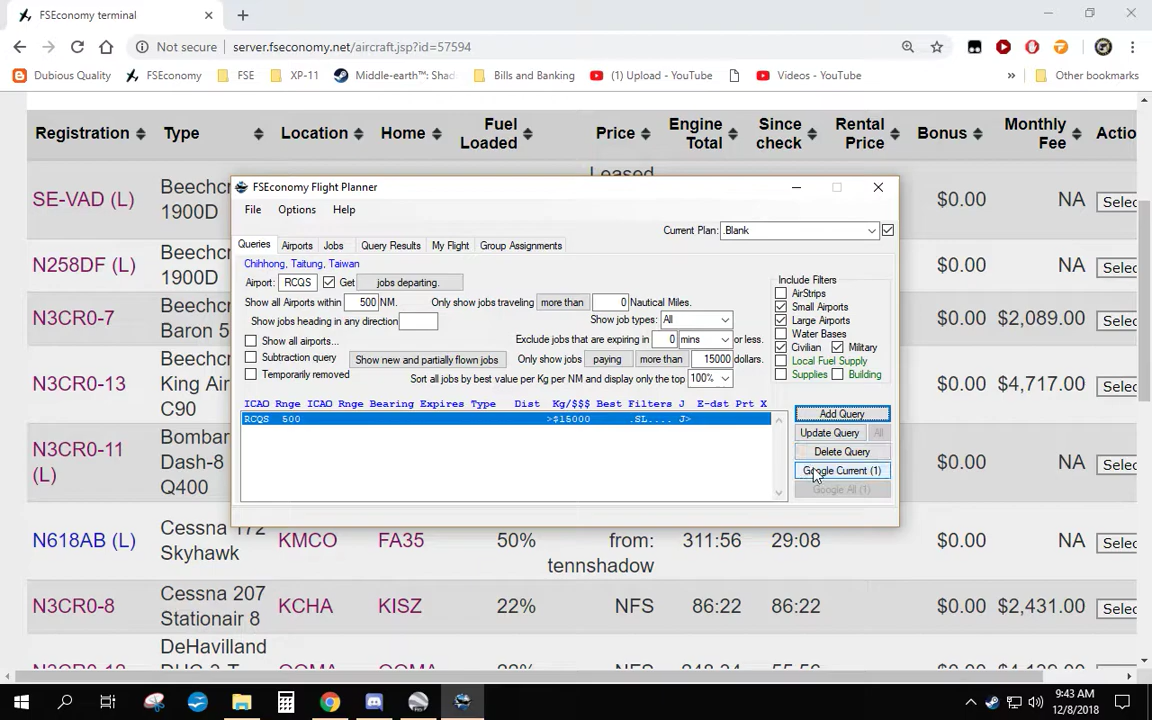 FSEconomy terminal
Not secure server.fseconomy.net/aircraft.jsp?id=57594
Dubious Quality FSEconomy FSE XP-11 Middle-earth™: Shad Bills and Banking (1) Upload - YouTube Videos - YouTube » Other bookmarks
Registration Type Location Home Fuel Loaded Price Engine Total Since check Rental Price Bonus Monthly Fee Actio
Leased
SE-VAD (L) Beechcr 1900D $0.00 NA Selec
N258DF (L) Beechcr 1900D $0.00 NA Selec
N3CR0-7 Beechcr Baron 5 $0.00 $2,089.00 Selec
N3CR0-13 Beechcr King Air C90 $0.00 $4,717.00 Selec
N3CR0-11 (L) Bombar Dash-8 Q400 $0.00 NA Selec
N618AB (L) Cessna 172 Skyhawk KMCO FA35 50% from: tennshadow 311:56 29:08 $0.00 NA Selec
N3CR0-8 Cessna 207 Stationair 8 KCHA KISZ 22% NFS 86:22 86:22 $0.00 $2,431.00 Selec
DeHavilland
FSEconomy Flight Planner
File Options Help
Current Plan: .Blank
Queries Airports Jobs Query Results My Flight Group Assignments
Chihhong, Taitung, Taiwan
Airport: RCQS Get jobs departing.
Show all Airports within 500 NM. Only show jobs traveling more than 0 Nautical Miles.
Show jobs heading in any direction Show job types: All
Show all airports... Exclude jobs that are expiring in 0 mins or less.
Subtraction query Show new and partially flown jobs Only show jobs paying more than 15000 dollars.
Temporarily removed Sort all jobs by best value per Kg per NM and display only the top 100%
Include Filters
AirStrips
Small Airports
Large Airports
Water Bases
Civilian Military
Local Fuel Supply
Supplies Building
ICAO Rnge ICAO Rnge Bearing Expires Type Dist Kg/$$$ Best Filters J E-dst Prt X
RCQS 500 >$15000 .SL.... J>
Add Query
Update Query All
Delete Query
Google Current (1)
Google All (1)
9:43 AM
12/8/2018